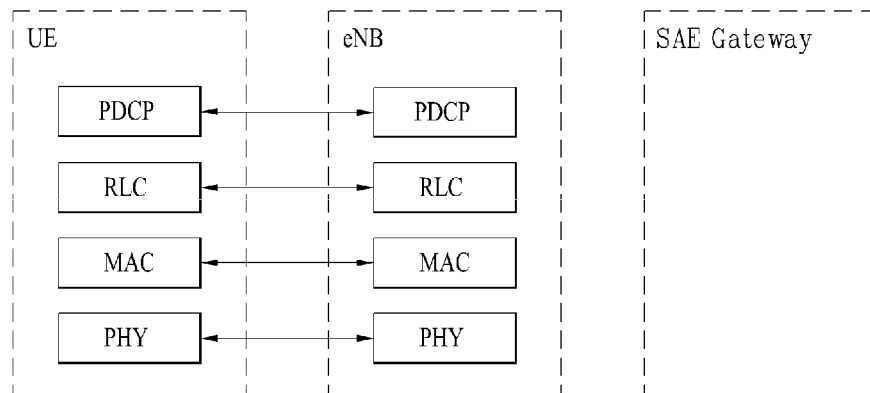 UE eNB SAE Gateway
PDCP PDCP
RLC RLC
MAC MAC
PHY PHY